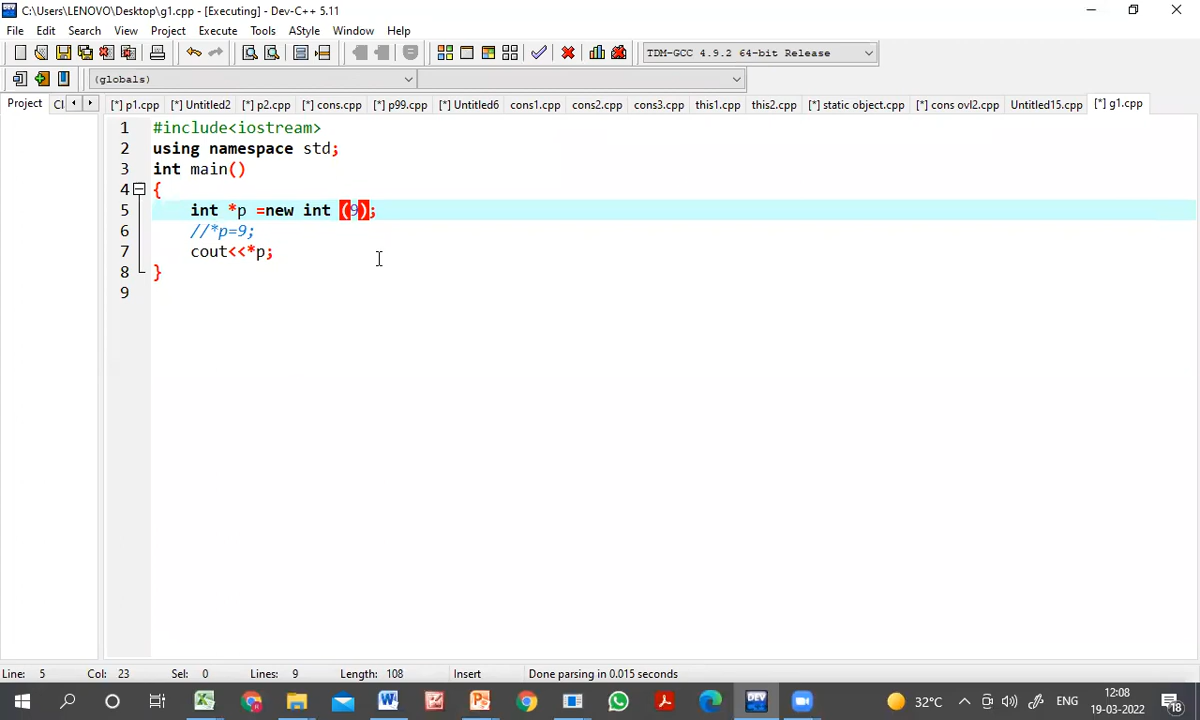 C:\Users\LENOVO\Desktop\g1.cpp - [Executing] - Dev-C++ 5.11
File Edit Search View Project Execute Tools AStyle Window Help
TDM-GCC 4.9.2 64-bit Release
(globals)
Project Cl [*] p1.cpp [*] Untitled2 [*] p2.cpp [*] cons.cpp [*] p99.cpp [*] Untitled6 cons1.cpp cons2.cpp cons3.cpp this1.cpp this2.cpp [*] static object.cpp [*] cons ovl2.cpp Untitled15.cpp [*] g1.cpp
1 #include<iostream>
2 using namespace std;
3 int main()
4 {
5 int *p =new int (9);
6 //*p=9;
7 cout<<*p;
8 }
9
Line: 5 Col: 23 Sel: 0 Lines: 9 Length: 108 Insert Done parsing in 0.015 seconds
32°C ENG 12:08
19-03-2022 18